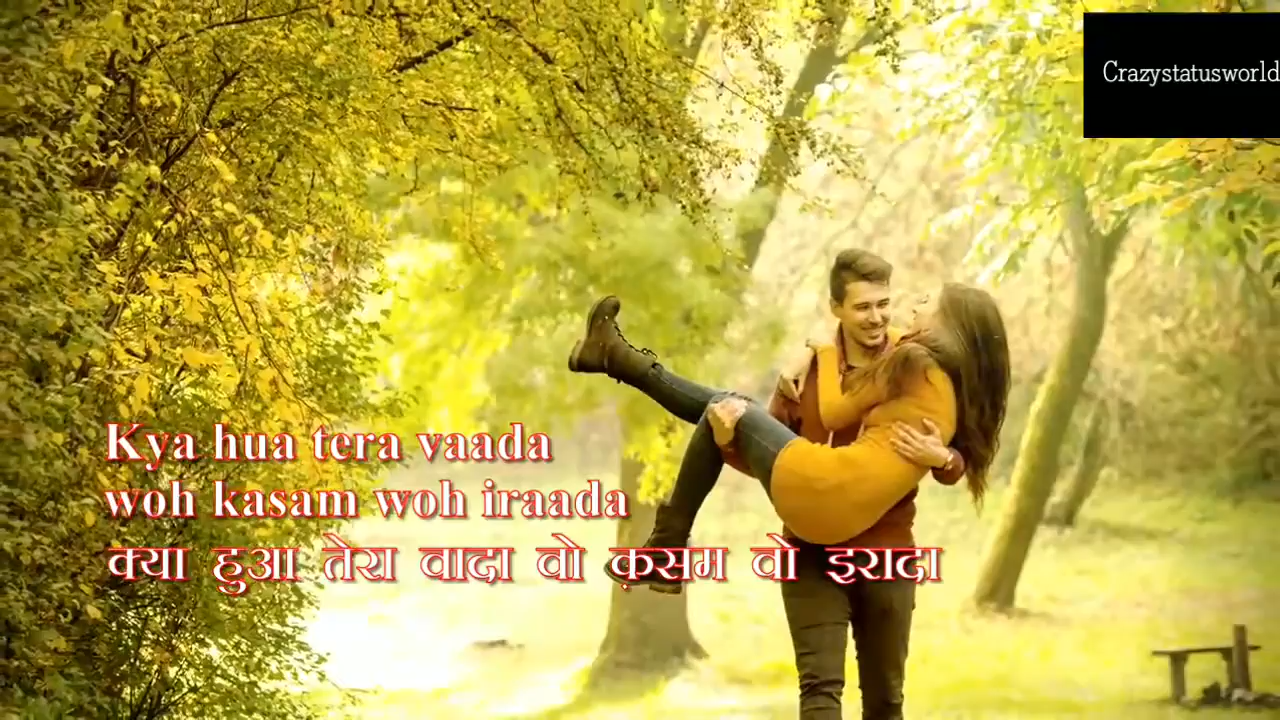 Crazystatusworld
Kya hua tera vaada
woh kasam woh iraada
क्या हुआ तेरा वादा वो क़सम वो इरादा